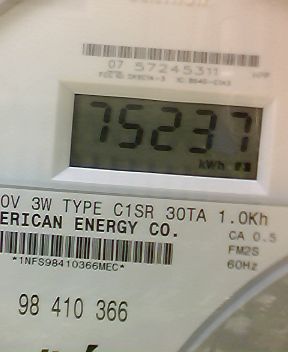 07 57245311
75237
kWh
0V 3W TYPE C1SR 30TA 1.0Kh
ERICAN ENERGY CO.
CA 0.5
FM2S
60Hz
*1NFS98410366MEC*
98 410 366